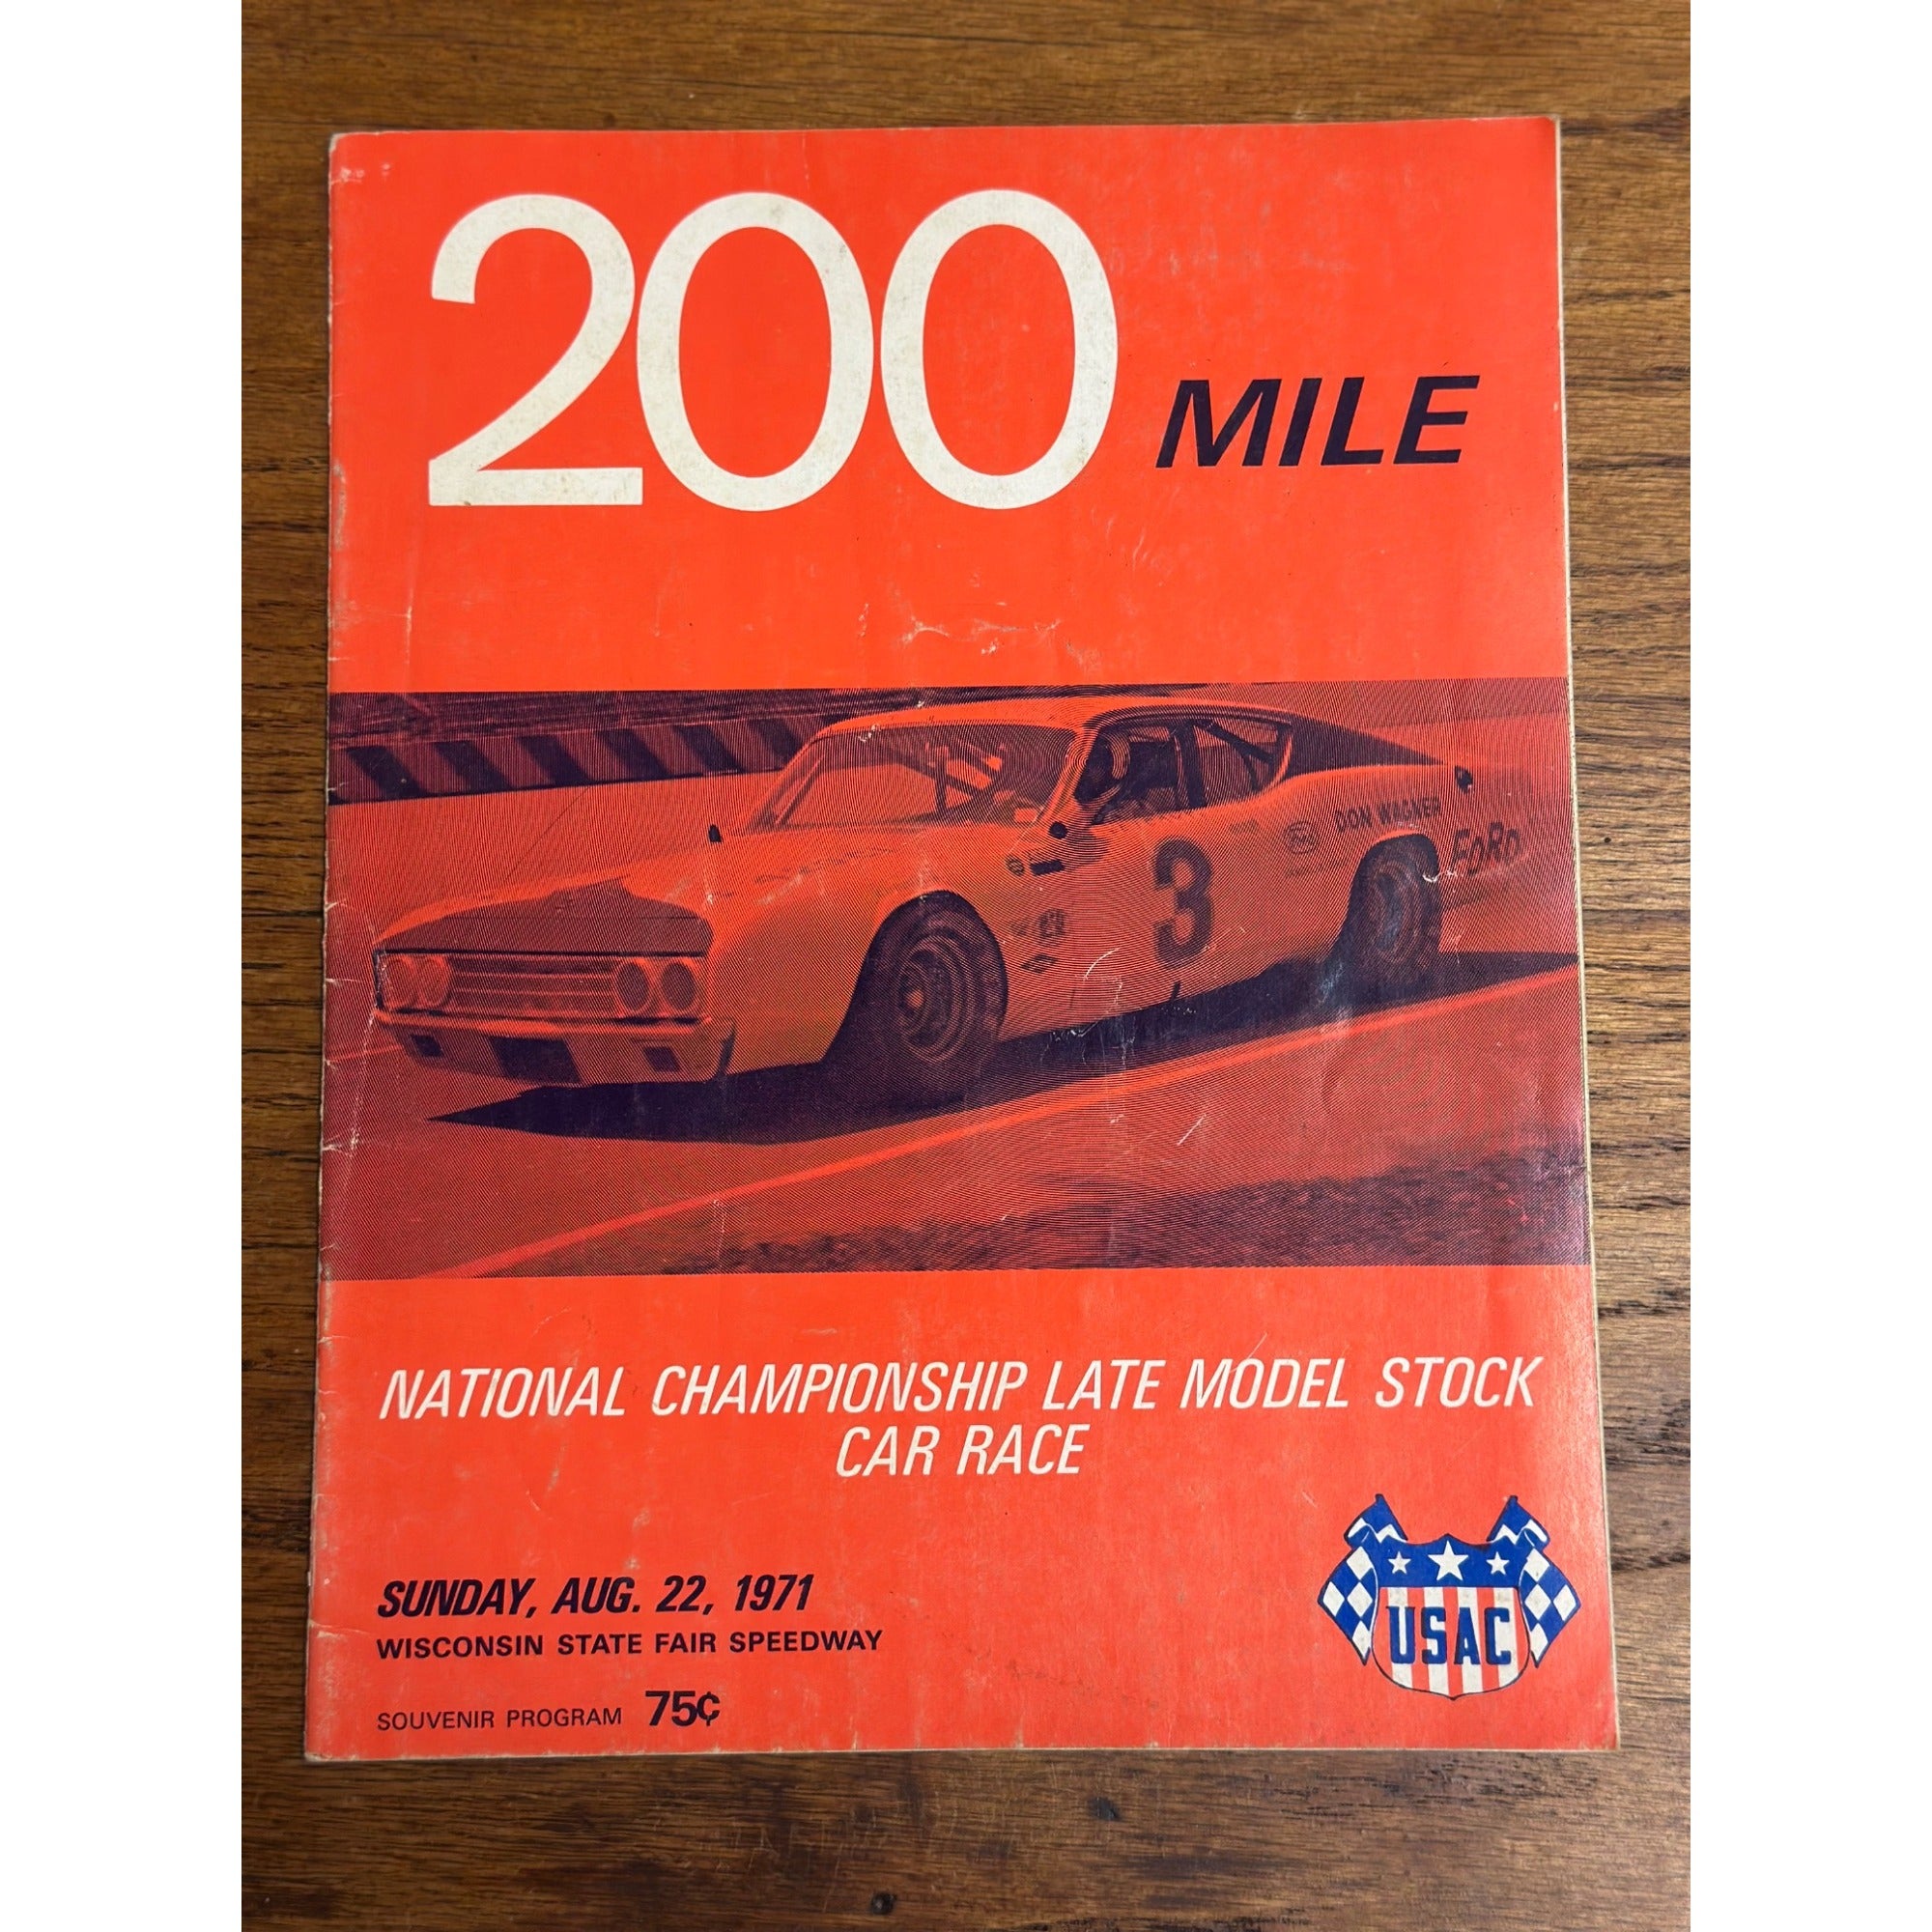 200 MILE
DON WAGNER
FORD
3
NATIONAL CHAMPIONSHIP LATE MODEL STOCK
CAR RACE
SUNDAY, AUG. 22, 1971
WISCONSIN STATE FAIR SPEEDWAY
SOUVENIR PROGRAM 75¢
USAC